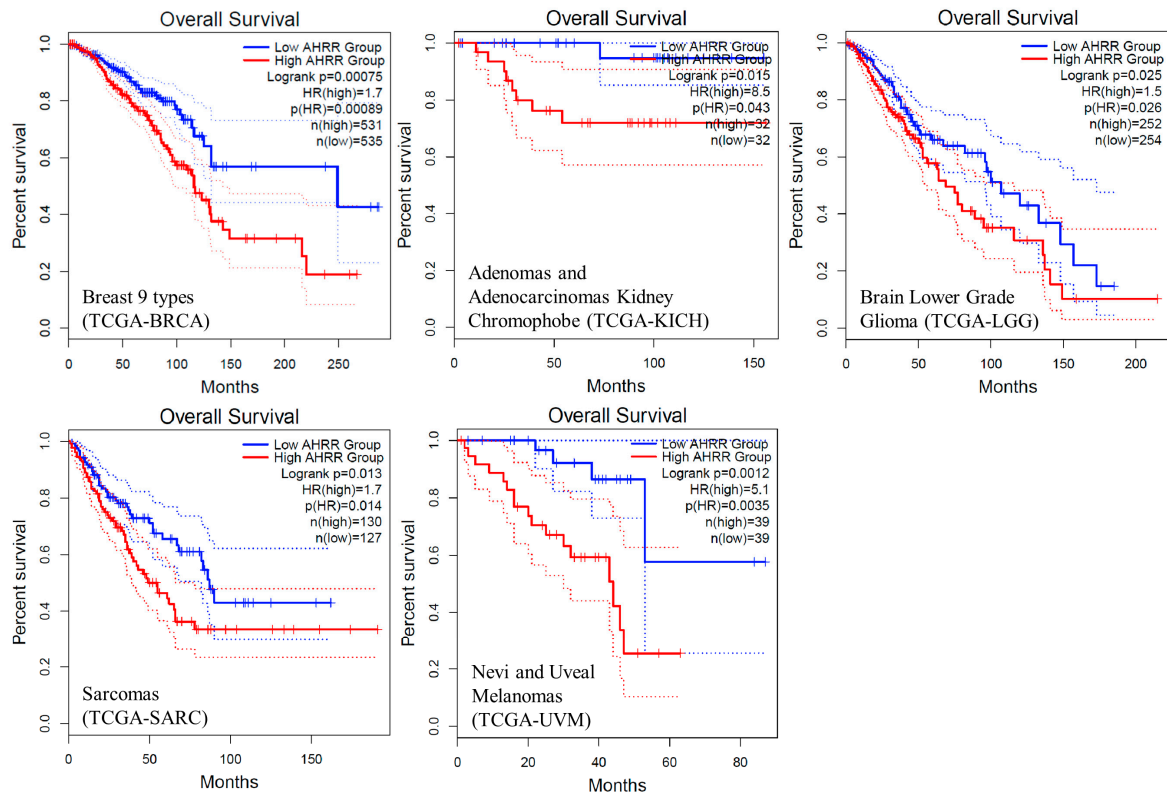 Overall Survival
Low AHRR Group
High AHRR Group
Logrank p=0.00075
HR(high)=1.7
p(HR)=0.00089
n(high)=531
n(low)=535
Percent survival
0.0 0.2 0.4 0.6 0.8 1.0
Breast 9 types
(TCGA-BRCA)
0 50 100 150 200 250
Months
Overall Survival
Low AHRR Group
High AHRR Group
Logrank p=0.015
HR(high)=8.5
p(HR)=0.043
n(high)=32
n(low)=32
Percent survival
0.0 0.2 0.4 0.6 0.8 1.0
Adenomas and
Adenocarcinomas Kidney
Chromophobe (TCGA-KICH)
0 50 100 150
Months
Overall Survival
Low AHRR Group
High AHRR Group
Logrank p=0.025
HR(high)=1.5
p(HR)=0.026
n(high)=252
n(low)=254
Percent survival
0.0 0.2 0.4 0.6 0.8 1.0
Brain Lower Grade
Glioma (TCGA-LGG)
0 50 100 150 200
Months
Overall Survival
Low AHRR Group
High AHRR Group
Logrank p=0.013
HR(high)=1.7
p(HR)=0.014
n(high)=130
n(low)=127
Percent survival
0.0 0.2 0.4 0.6 0.8 1.0
Sarcomas
(TCGA-SARC)
0 50 100 150
Months
Overall Survival
Low AHRR Group
High AHRR Group
Logrank p=0.0012
HR(high)=5.1
p(HR)=0.0035
n(high)=39
n(low)=39
Percent survival
0.0 0.2 0.4 0.6 0.8 1.0
Nevi and Uveal
Melanomas
(TCGA-UVM)
0 20 40 60 80
Months